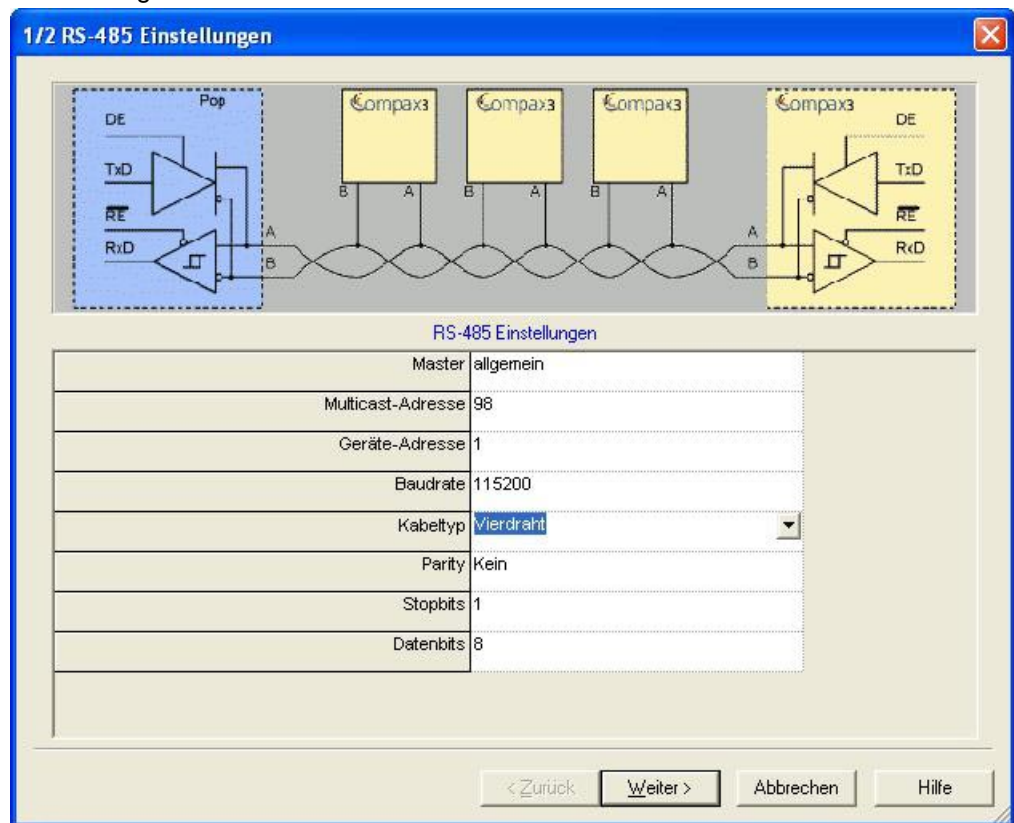 1/2 RS-485 Einstellungen
Pop Compax3 Compax3 Compax3 Compax3
DE DE
TxD TxD
B A B A B A
RE RE
RxD A A RxD
B B
RS-485 Einstellungen
Master allgemein
Multicast-Adresse 98
Geräte-Adresse 1
Baudrate 115200
Kabeltyp Vierdraht
Parity Kein
Stopbits 1
Datenbits 8
< Zurück Weiter > Abbrechen Hilfe